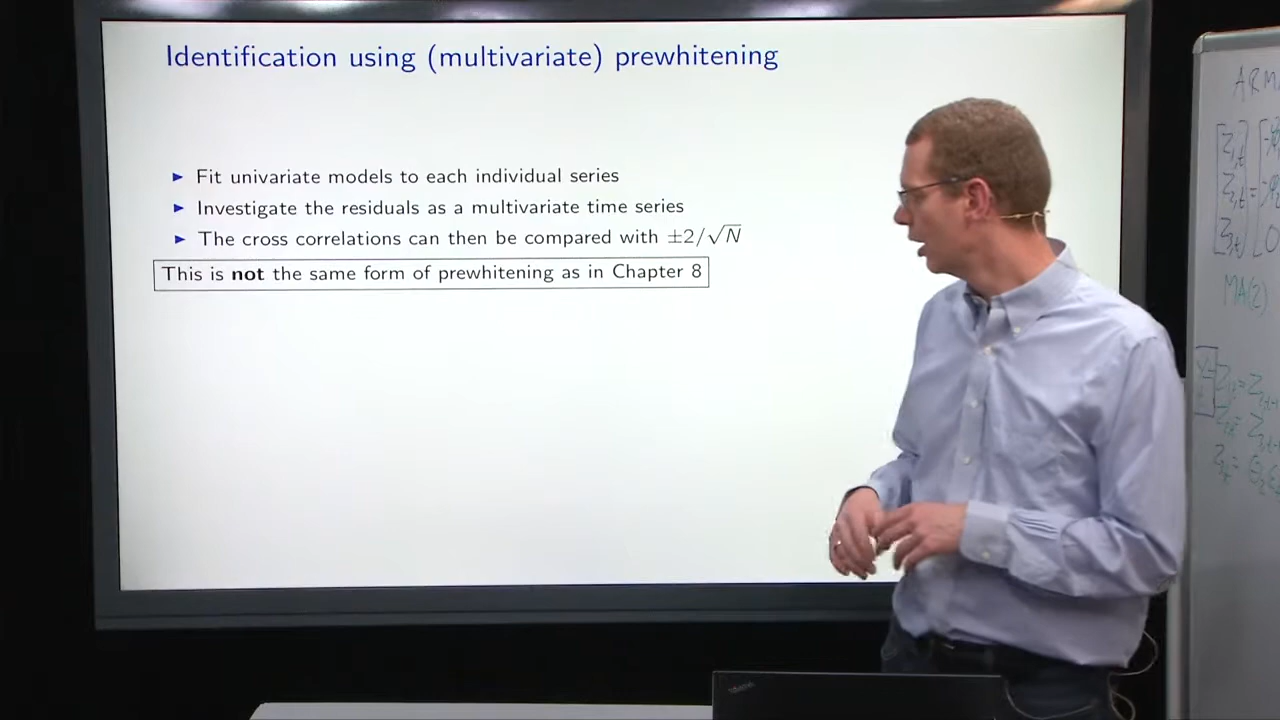 Identification using (multivariate) prewhitening
► Fit univariate models to each individual series
► Investigate the residuals as a multivariate time series
► The cross correlations can then be compared with ±2/√N
This is not the same form of prewhitening as in Chapter 8
MA(2)